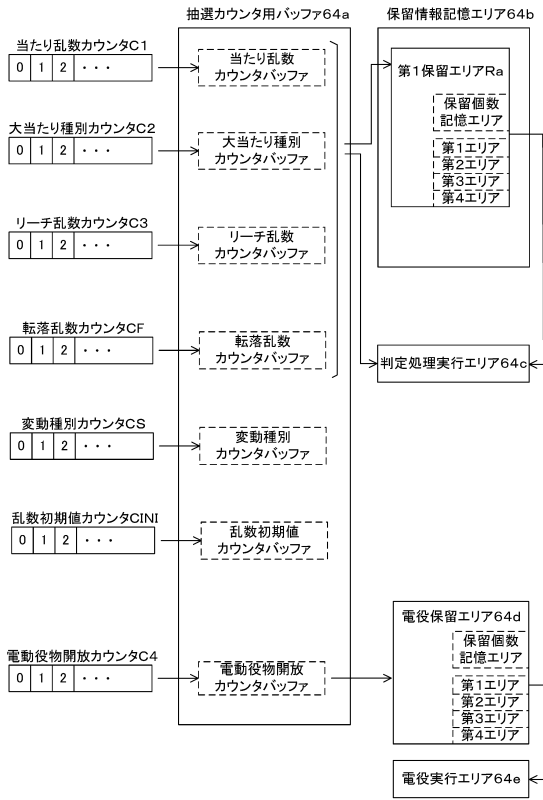 抽選カウンタ用バッファ64a
保留情報記憶エリア64b
当たり乱数カウンタC1
0 1 2 ・・・
当たり乱数
カウンタバッファ
大当たり種別カウンタC2
0 1 2 ・・・
大当たり種別
カウンタバッファ
リーチ乱数カウンタC3
0 1 2 ・・・
リーチ乱数
カウンタバッファ
転落乱数カウンタCF
0 1 2 ・・・
転落乱数
カウンタバッファ
変動種別カウンタCS
0 1 2 ・・・
変動種別
カウンタバッファ
乱数初期値カウンタCINI
0 1 2 ・・・
乱数初期値
カウンタバッファ
電動役物開放カウンタC4
0 1 2 ・・・
電動役物開放
カウンタバッファ
第1保留エリアRa
保留個数
記憶エリア
第1エリア
第2エリア
第3エリア
第4エリア
判定処理実行エリア64c
電役保留エリア64d
保留個数
記憶エリア
第1エリア
第2エリア
第3エリア
第4エリア
電役実行エリア64e